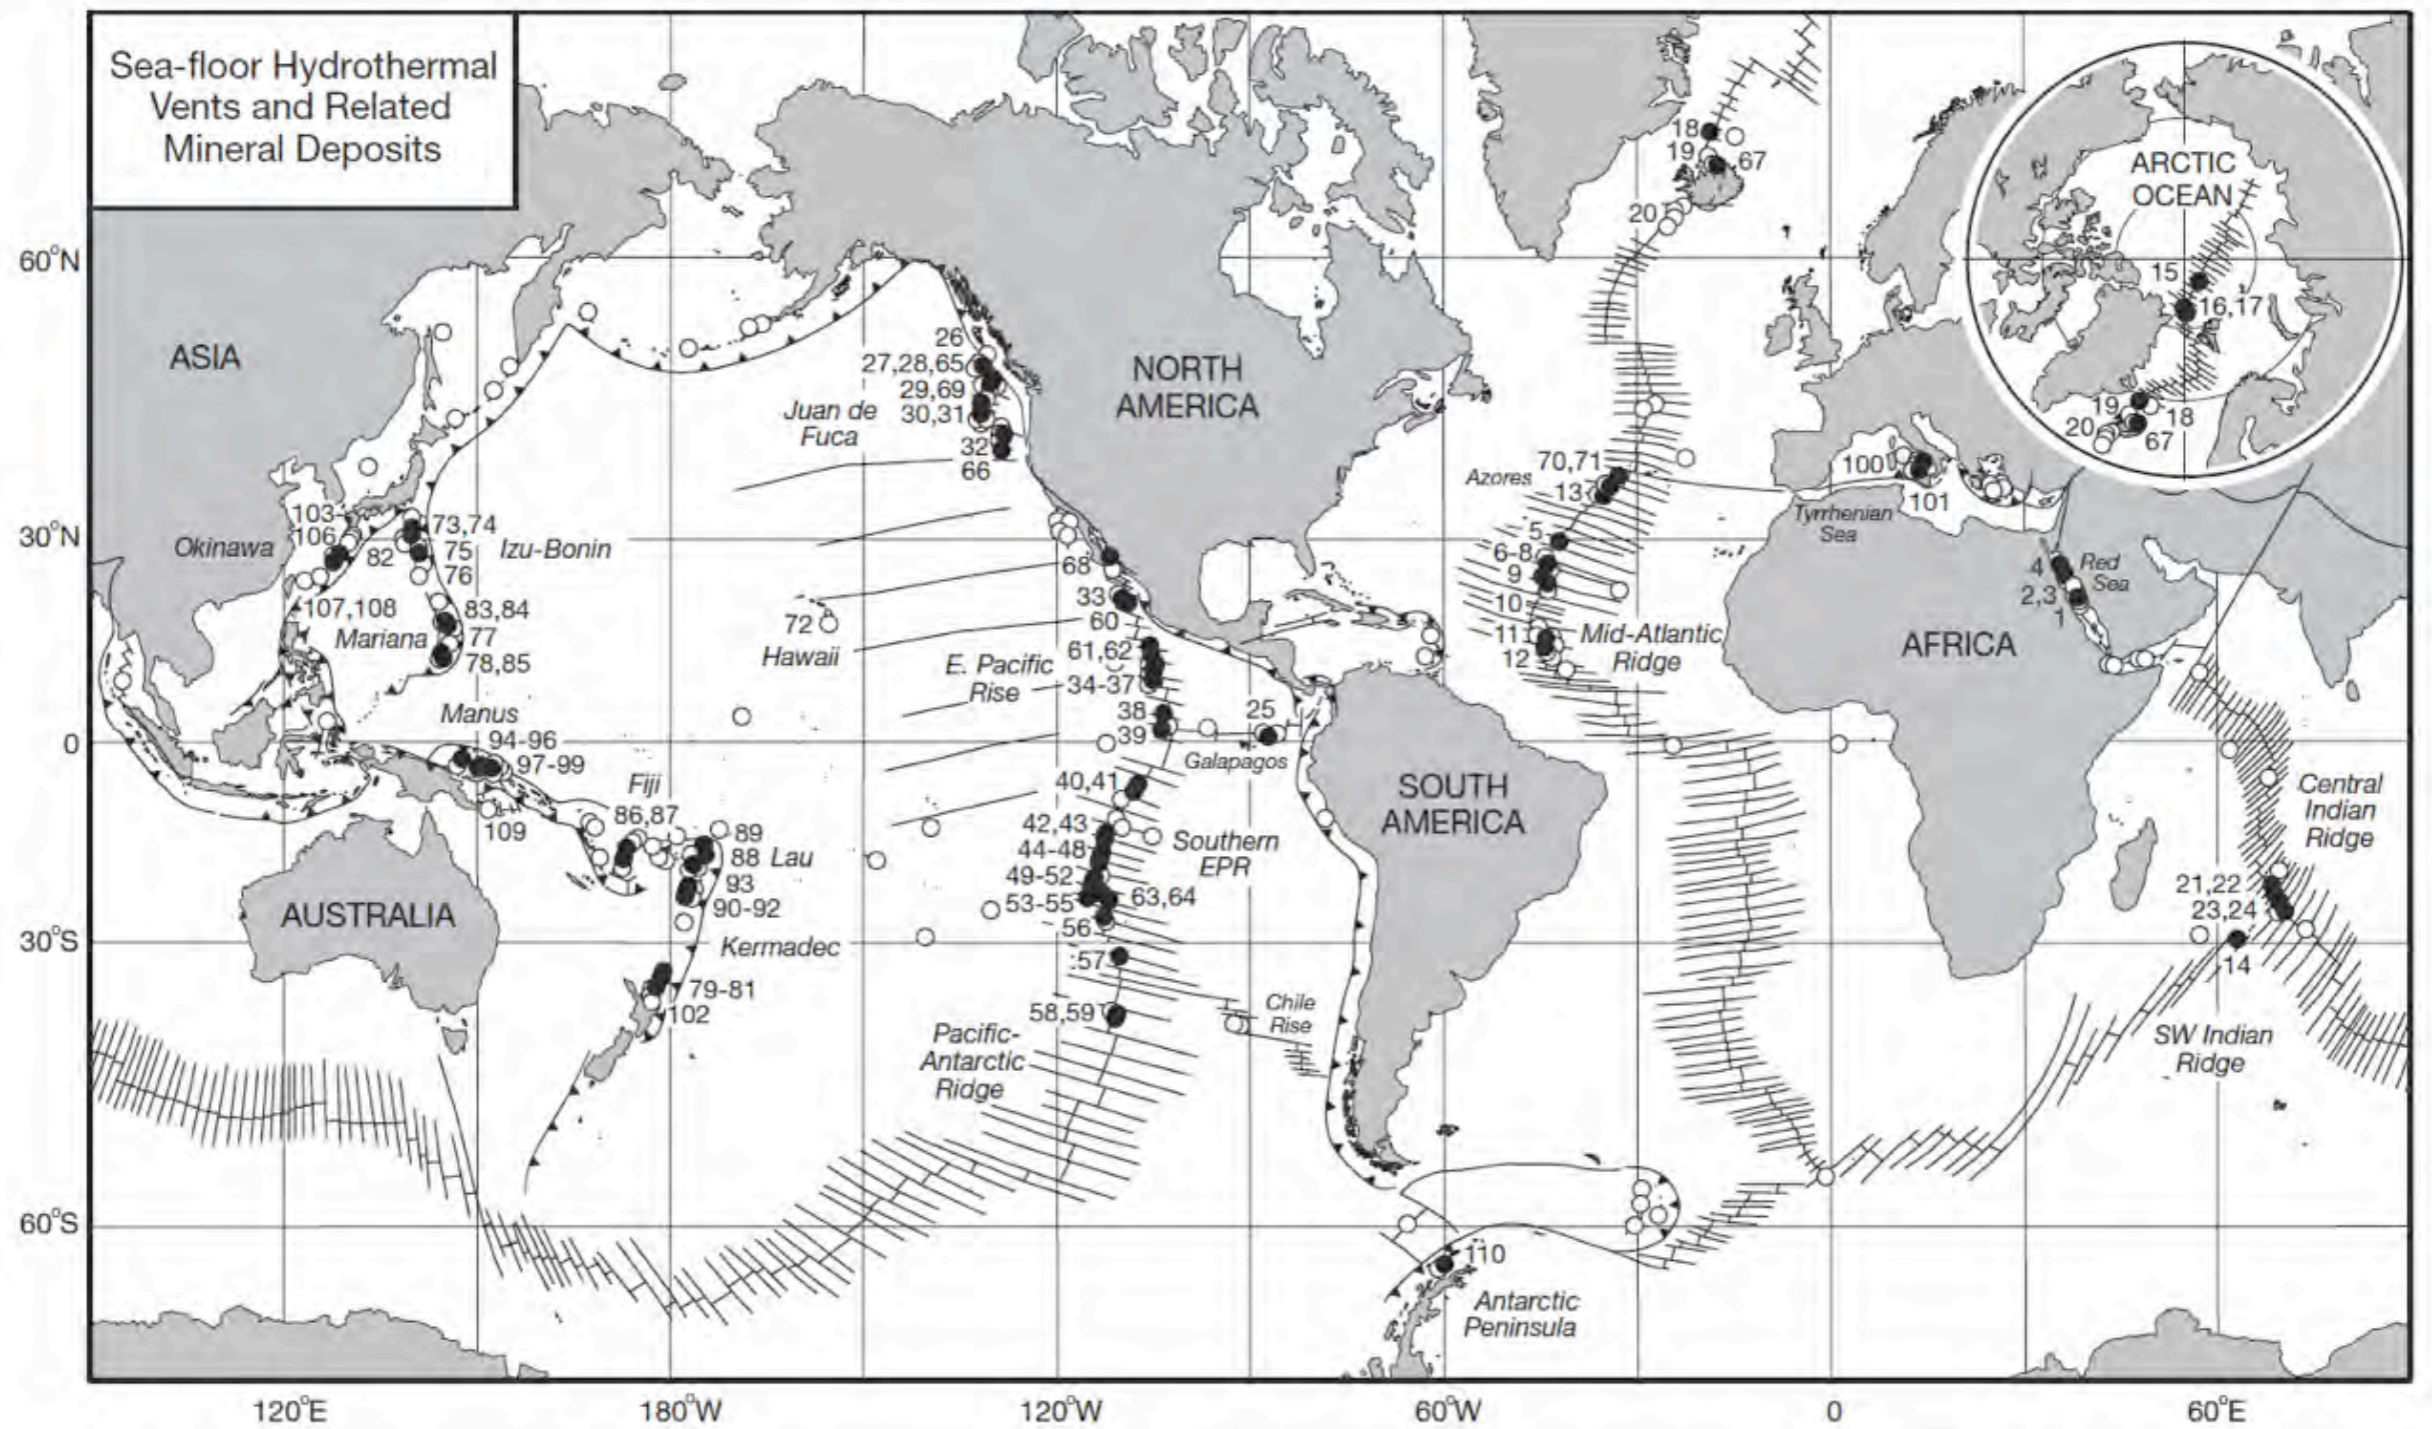 Sea-floor Hydrothermal
Vents and Related
Mineral Deposits
18
19
67
20
ARCTIC
OCEAN
15
16,17
19
18
20
67
60°N
ASIA
26
27,28,65
29,69
30,31
32
66
Juan de
Fuca
NORTH
AMERICA
70,71
Azores
13
100
101
Tyrrhenian
Sea
30°N
Okinawa
103-
106
82
73,74
75
76
Izu-Bonin
107,108
83,84
Mariana
77
78,85
72
Hawaii
68
33
60
61,62
E. Pacific
Rise
34-37
5
6-8
9
10
11
12
Mid-Atlantic
Ridge
4
Red
Sea
2,3
1
AFRICA
Manus
94-96
97-99
0
38
39
25
Galapagos
Fiji
86,87
109
89
88
Lau
93
90-92
40,41
42,43
44-48
49-52
53-55
63,64
56
57
Southern
EPR
SOUTH
AMERICA
Central
Indian
Ridge
21,22
23,24
14
AUSTRALIA
30°S
Kermadec
79-81
102
58,59
Chile
Rise
Pacific-
Antarctic
Ridge
SW Indian
Ridge
60°S
110
Antarctic
Peninsula
120°E
180°W
120°W
60°W
0
60°E